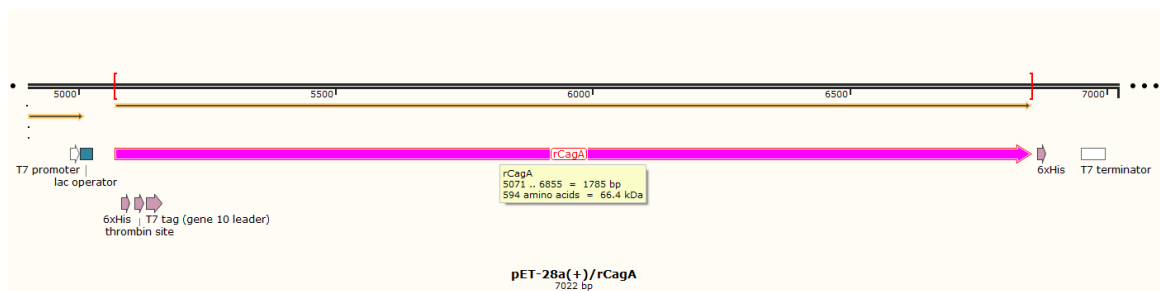 5000 5500 6000 6500 7000
rCagA
T7 promoter 6xHis T7 terminator
lac operator
rCagA
5071 .. 6855 = 1785 bp
594 amino acids = 66.4 kDa
6xHis T7 tag (gene 10 leader)
thrombin site
pET-28a(+)/rCagA
7022 bp